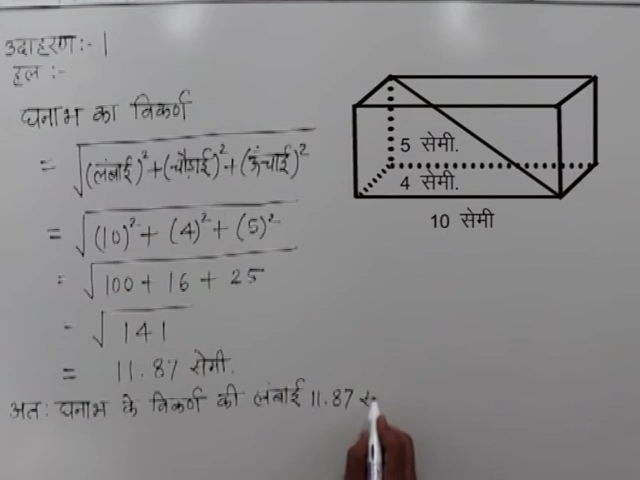 उदाहरण:- 1
हल :-
घनाभ का विकर्ण
= √(लंबाई)² + (चौड़ाई)² + (ऊंचाई)²
= √(10)² + (4)² + (5)²
= √100 + 16 + 25
= √141
= 11.87 सेमी.
अत: घनाभ के विकर्ण की लंबाई 11.87
5 सेमी.
4 सेमी.
10 सेमी